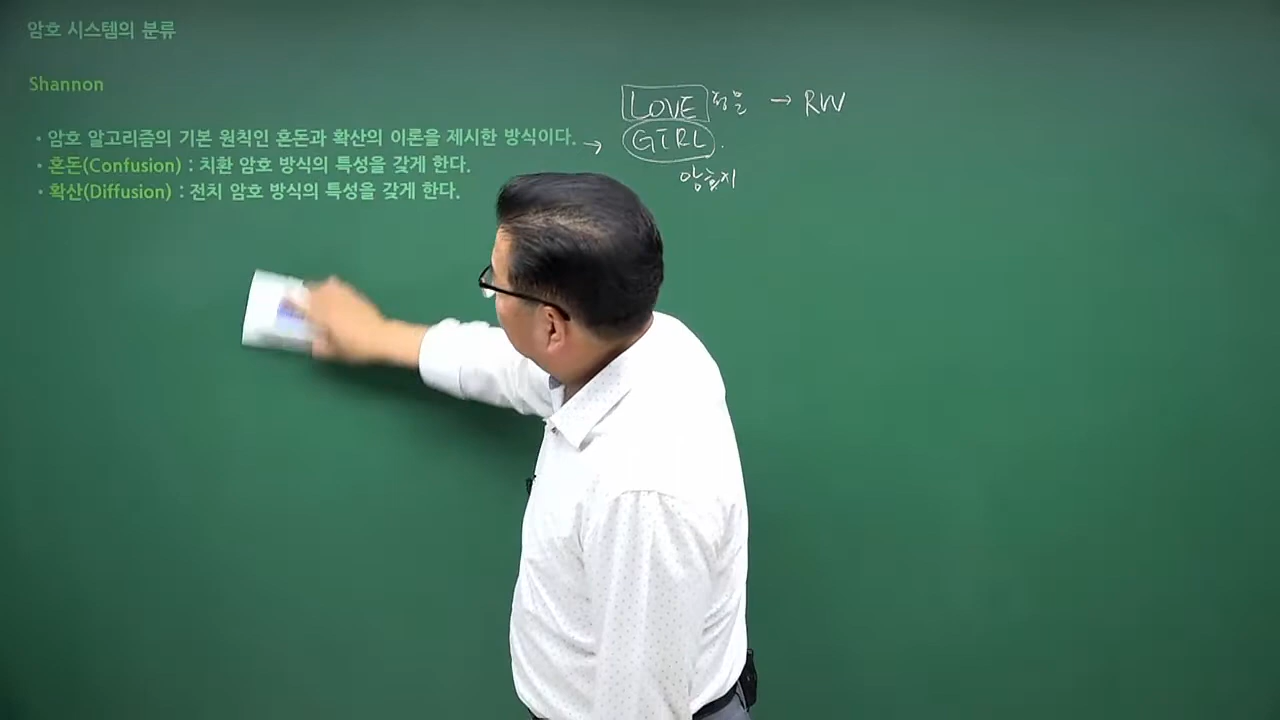 암호 시스템의 분류
Shannon
• 암호 알고리즘의 기본 원칙인 혼돈과 확산의 이론을 제시한 방식이다. →
• 혼돈(Confusion) : 치환 암호 방식의 특성을 갖게 한다.
• 확산(Diffusion) : 전치 암호 방식의 특성을 갖게 한다.
LOVE 평문 → RW
GIRL
암호지